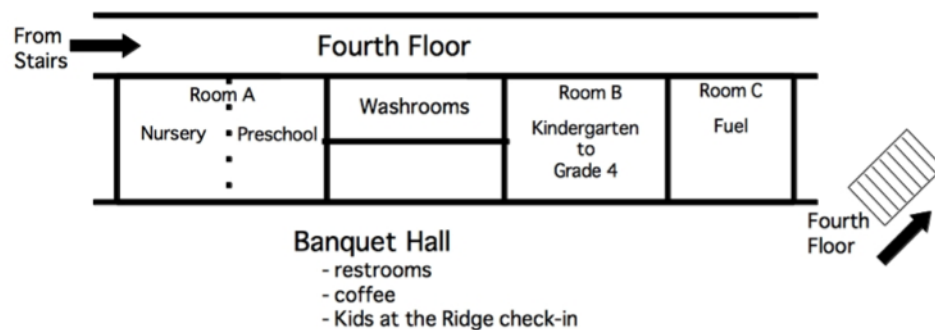 From
Stairs
Fourth Floor
Room A
Nursery
Preschool
Washrooms
Room B
Kindergarten
to
Grade 4
Room C
Fuel
Fourth
Floor
Banquet Hall
- restrooms
- coffee
- Kids at the Ridge check-in